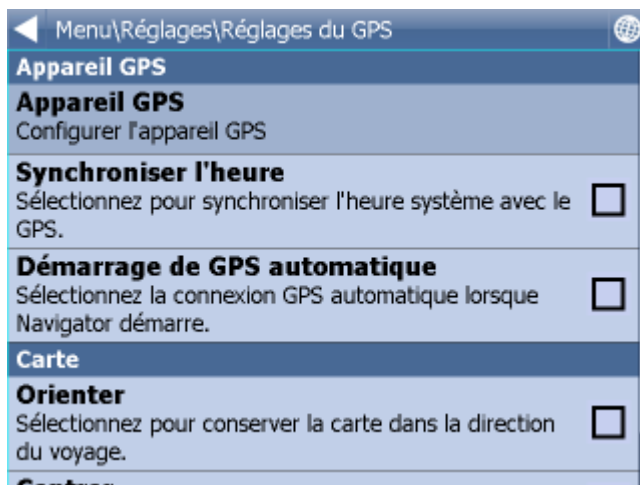 Menu\Réglages\Réglages du GPS
Appareil GPS
Appareil GPS
Configurer l'appareil GPS
Synchroniser l'heure
Sélectionnez pour synchroniser l'heure système avec le
GPS.
Démarrage de GPS automatique
Sélectionnez la connexion GPS automatique lorsque
Navigator démarre.
Carte
Orienter
Sélectionnez pour conserver la carte dans la direction
du voyage.